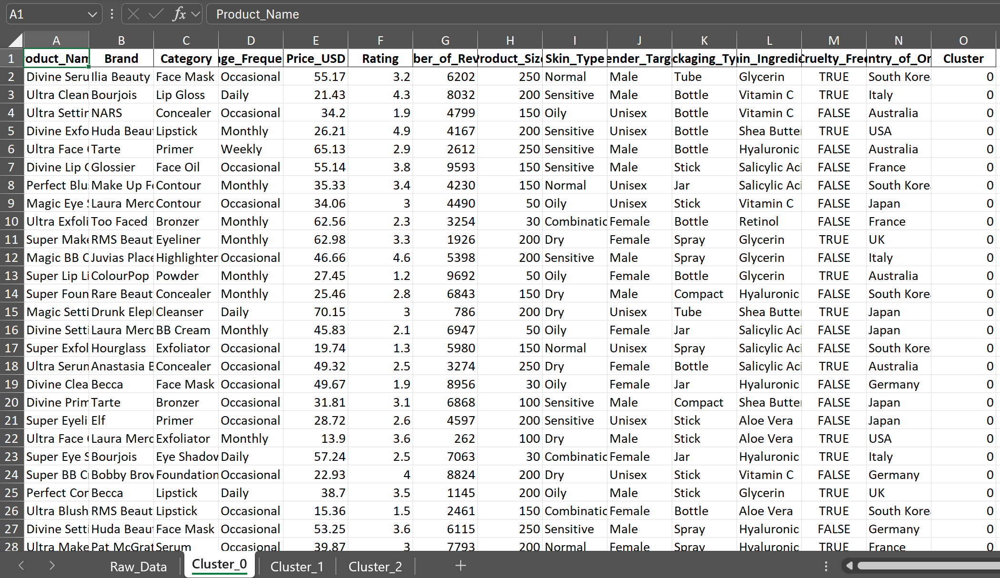 A1 fx Product_Name
A B C D E F G H I J K L M N O
1 oduct_Nam Brand Category age_Freque Price_USD Rating ber_of_Rev Product_Siz Skin_Type ender_Targ ckaging_Ty in_Ingredie Cruelty_Free ntry_of_Or Cluster
2 Divine Seru Ilia Beauty Face Mask Occasional 55.17 3.2 6202 250 Normal Male Tube Glycerin TRUE South Kore 0
3 Ultra Clean Bourjois Lip Gloss Daily 21.43 4.3 8032 200 Sensitive Male Bottle Vitamin C TRUE Italy 0
4 Ultra Settin NARS Concealer Occasional 34.2 1.9 4799 150 Oily Unisex Bottle Vitamin C FALSE Australia 0
5 Divine Exfo Huda Beaut Lipstick Monthly 26.21 4.9 4167 200 Sensitive Unisex Bottle Shea Butter TRUE USA 0
6 Ultra Face Tarte Primer Weekly 65.13 2.9 2612 250 Sensitive Male Bottle Hyaluronic FALSE Australia 0
7 Divine Lip G Glossier Face Oil Occasional 55.14 3.8 9593 150 Sensitive Male Stick Salicylic Aci FALSE France 0
8 Perfect Blus Make Up Fo Contour Monthly 35.33 3.4 4230 150 Normal Unisex Jar Salicylic Aci FALSE South Kore 0
9 Magic Eye S Laura Merc Contour Occasional 34.06 3 4490 50 Oily Unisex Stick Vitamin C FALSE Japan 0
10 Ultra Exfoli Too Faced Bronzer Monthly 62.56 2.3 3254 30 Combinatio Female Bottle Retinol FALSE France 0
11 Super Make RMS Beaut Eyeliner Monthly 62.98 3.3 1926 200 Dry Female Spray Glycerin TRUE UK 0
12 Magic BB C Juvias Place Highlighter Occasional 46.66 4.6 5398 200 Sensitive Male Spray Glycerin FALSE Italy 0
13 Super Lip Li ColourPop Powder Monthly 27.45 1.2 9692 50 Oily Female Bottle Glycerin TRUE Australia 0
14 Super Foun Rare Beaut Concealer Monthly 25.46 2.8 6843 150 Dry Male Compact Hyaluronic FALSE South Kore 0
15 Magic Setti Drunk Elepl Cleanser Daily 70.15 3 786 200 Dry Unisex Tube Shea Butter TRUE Japan 0
16 Divine Setti Laura Merc BB Cream Monthly 45.83 2.1 6947 50 Oily Female Jar Salicylic Aci FALSE Japan 0
17 Super Exfol Hourglass Exfoliator Occasional 19.74 1.3 5980 150 Normal Unisex Spray Salicylic Aci FALSE South Kore 0
18 Ultra Serun Anastasia B Concealer Occasional 49.32 2.5 3274 250 Dry Female Bottle Salicylic Aci TRUE Australia 0
19 Divine Clea Becca Face Mask Occasional 49.67 1.9 8956 30 Oily Female Jar Hyaluronic FALSE Germany 0
20 Divine Prim Tarte Bronzer Occasional 31.81 3.1 6868 100 Sensitive Male Compact Shea Butter FALSE Japan 0
21 Super Eyeli Elf Primer Occasional 28.72 2.6 4597 200 Sensitive Unisex Stick Aloe Vera FALSE Japan 0
22 Ultra Face Laura Merc Exfoliator Monthly 13.9 3.6 262 100 Dry Male Stick Aloe Vera TRUE USA 0
23 Super Eye S Bourjois Eye Shadow Daily 57.24 2.5 7063 30 Combinatio Female Jar Hyaluronic TRUE Italy 0
24 Super BB Cr Bobby Brov Foundation Occasional 22.93 4 8824 200 Dry Unisex Stick Vitamin C FALSE Germany 0
25 Perfect Cor Becca Lipstick Daily 38.7 3.5 1145 200 Oily Male Stick Glycerin TRUE UK 0
26 Ultra Blush RMS Beaut Lipstick Occasional 15.36 1.5 2461 150 Combinatio Female Bottle Aloe Vera TRUE South Kore 0
27 Divine Setti Huda Beaut Face Mask Occasional 53.25 3.6 6115 250 Sensitive Male Spray Hyaluronic FALSE Germany 0
28 Ultra Make Pat McGrat Serum Occasional 39.87 3 7793 200 Normal Female Spray Hyaluronic TRUE France 0
Raw_Data Cluster_0 Cluster_1 Cluster_2